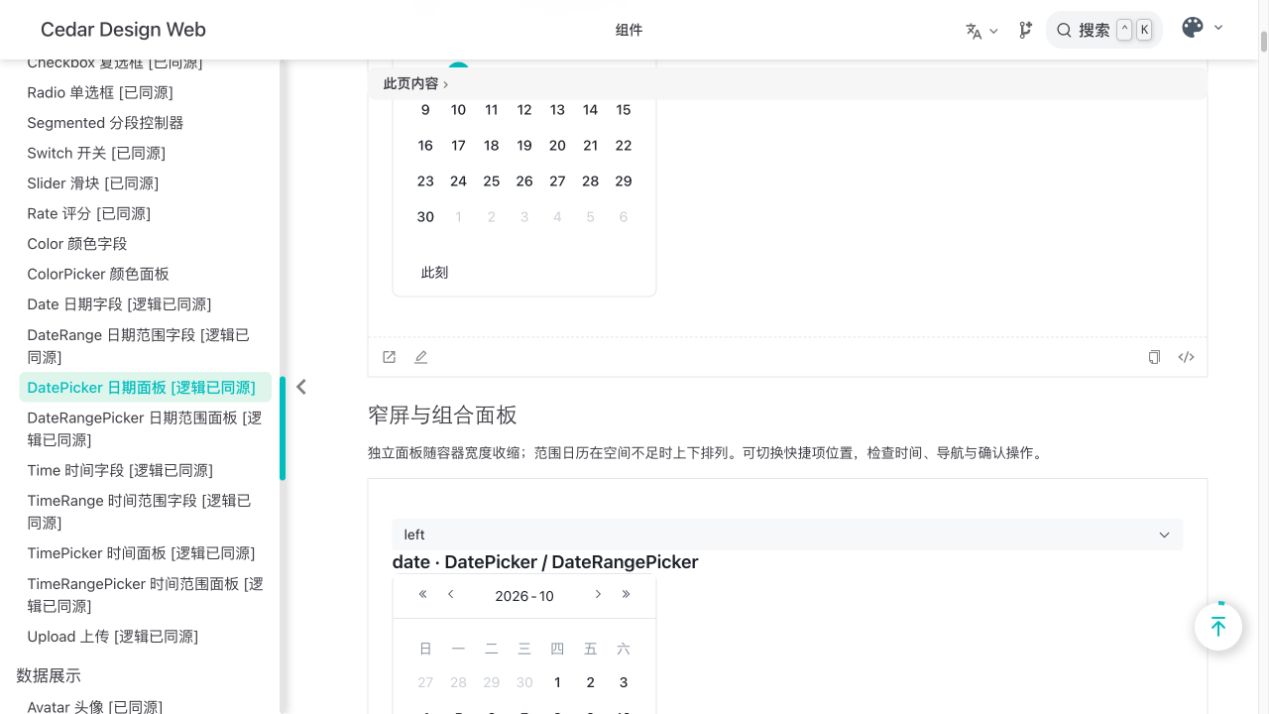 Cedar Design Web
组件
搜索 ^ K
Checkbox 复选框 [已同源]
Radio 单选框 [已同源]
Segmented 分段控制器
Switch 开关 [已同源]
Slider 滑块 [已同源]
Rate 评分 [已同源]
Color 颜色字段
ColorPicker 颜色面板
Date 日期字段 [逻辑已同源]
DateRange 日期范围字段 [逻辑已
同源]
DatePicker 日期面板 [逻辑已同源]
DateRangePicker 日期范围面板 [逻
辑已同源]
Time 时间字段 [逻辑已同源]
TimeRange 时间范围字段 [逻辑已
同源]
TimePicker 时间面板 [逻辑已同源]
TimeRangePicker 时间范围面板 [逻
辑已同源]
Upload 上传 [逻辑已同源]
数据展示
Avatar 头像 [已同源]
此页内容 ›
9 10 11 12 13 14 15
16 17 18 19 20 21 22
23 24 25 26 27 28 29
30 1 2 3 4 5 6
此刻
窄屏与组合面板
独立面板随容器宽度收缩；范围日历在空间不足时上下排列。可切换快捷项位置，检查时间、导航与确认操作。
left
date · DatePicker / DateRangePicker
« ‹ 2026-10 › »
日 一 二 三 四 五 六
27 28 29 30 1 2 3